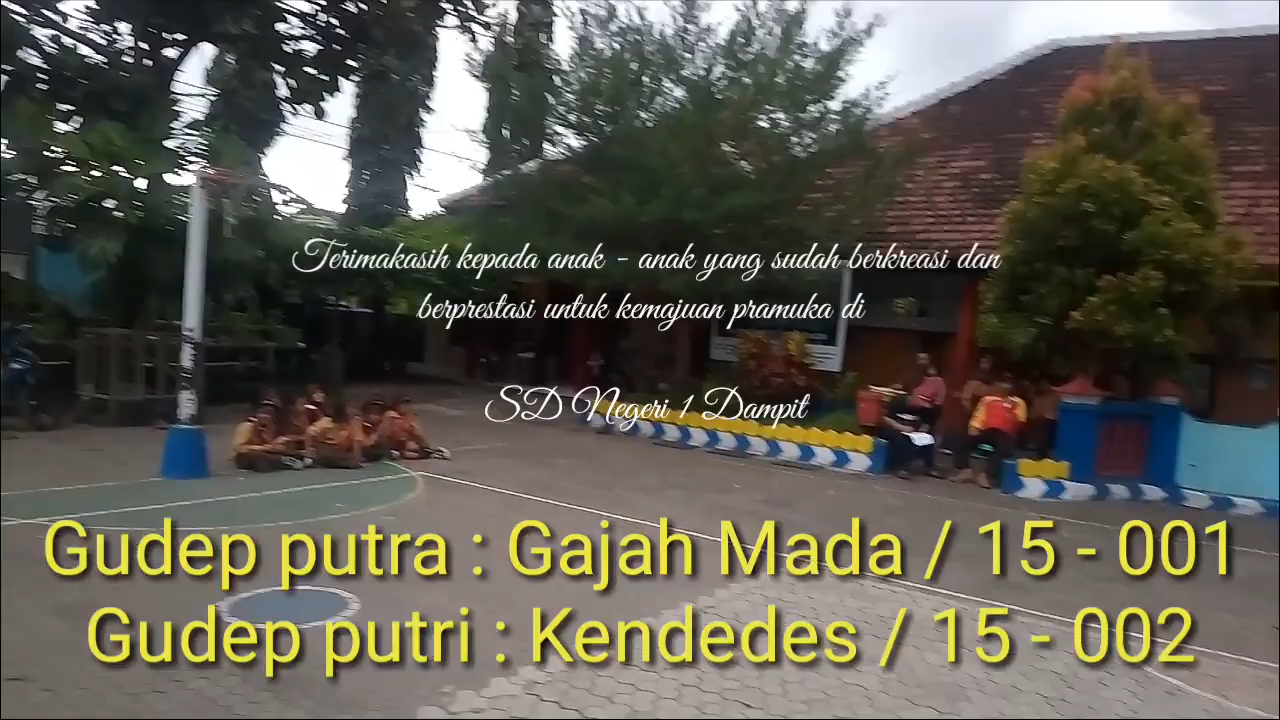 Terimakasih kepada anak - anak yang sudah berkreasi dan
berprestasi untuk kemajuan pramuka di
SD Negeri 1 Dampit
Gudep putra : Gajah Mada / 15 - 001
Gudep putri : Kendedes / 15 - 002